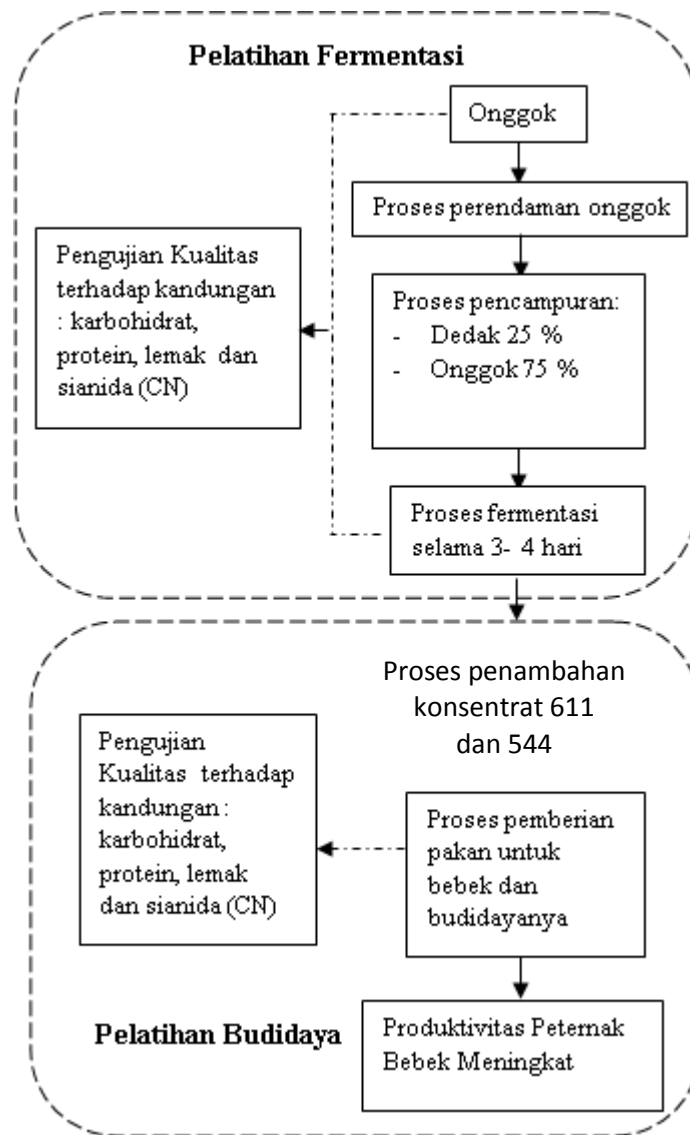 Pelatihan Fermentasi
Onggok
Proses perendaman onggok
Pengujian Kualitas
terhadap kandungan
: karbohidrat,
protein, lemak dan
sianida (CN)
Proses pencampuran:
- Dedak 25 %
- Onggok 75 %
Proses fermentasi
selama 3- 4 hari
Proses penambahan
konsentrat 611
dan 544
Pengujian
Kualitas terhadap
kandungan :
karbohidrat,
protein, lemak
dan sianida (CN)
Proses pemberian
pakan untuk
bebek dan
budidayanya
Pelatihan Budidaya
Produktivitas Peternak
Bebek Meningkat